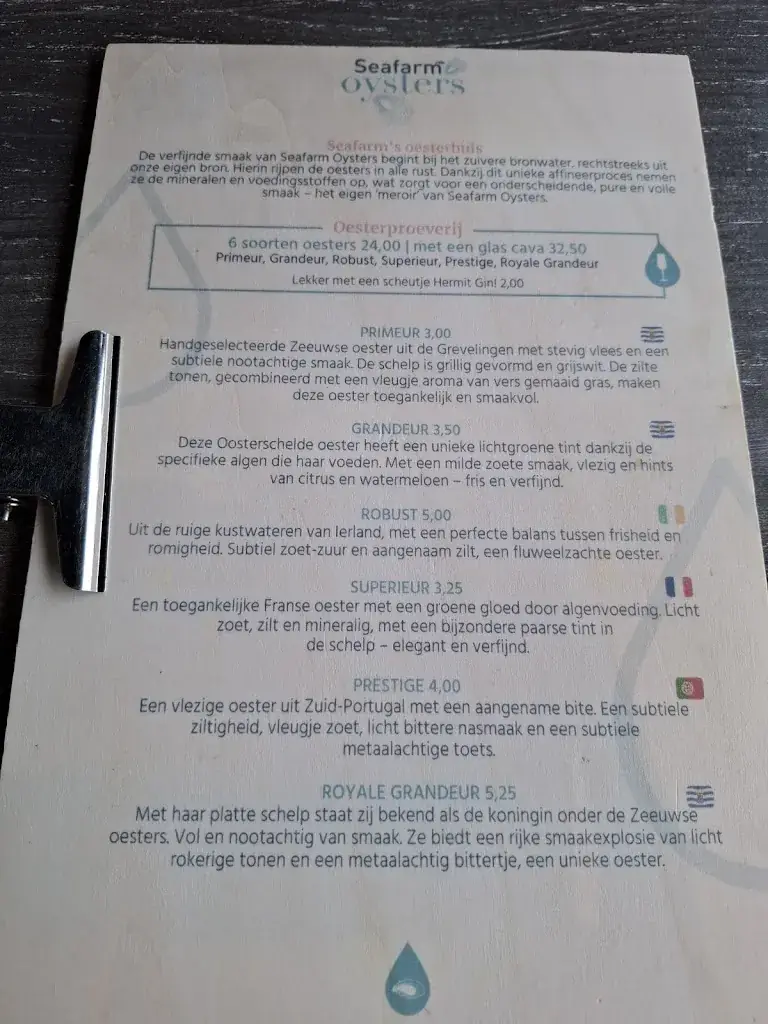 Seafarm
oysters
Seafarm's oesterhuis
De verfijnde smaak van Seafarm Oysters begint bij het zuivere bronwater, rechtstreeks uit
onze eigen bron. Hierin rijpen de oesters in alle rust. Dankzij dit unieke affineerproces nemen
ze de mineralen en voedingsstoffen op, wat zorgt voor een onderscheidende, pure en volle
smaak – het eigen 'meroir' van Seafarm Oysters.
Oesterproeverij
6 soorten oesters 24,00 | met een glas cava 32,50
Primeur, Grandeur, Robust, Superieur, Prestige, Royale Grandeur
Lekker met een scheutje Hermit Gin! 2,00
PRIMEUR 3,00
Handgeselecteerde Zeeuwse oester uit de Grevelingen met stevig vlees en een
subtiele nootachtige smaak. De schelp is grillig gevormd en grijswit. De zilte
tonen, gecombineerd met een vleugje aroma van vers gemaaid gras, maken
deze oester toegankelijk en smaakvol.
GRANDEUR 3,50
Deze Oosterschelde oester heeft een unieke lichtgroene tint dankzij de
specifieke algen die haar voeden. Met een milde zoete smaak, vlezig en hints
van citrus en watermeloen – fris en verfijnd.
ROBUST 5,00
Uit de ruige kustwateren van Ierland, met een perfecte balans tussen frisheid en
romigheid. Subtiel zoet-zuur en aangenaam zilt, een fluweelzachte oester.
SUPERIEUR 3,25
Een toegankelijke Franse oester met een groene gloed door algenvoeding. Licht
zoet, zilt en mineralig, met een bijzondere paarse tint in
de schelp – elegant en verfijnd.
PRESTIGE 4,00
Een vlezige oester uit Zuid-Portugal met een aangename bite. Een subtiele
ziltigheid, vleugje zoet, licht bittere nasmaak en een subtiele
metaalachtige toets.
ROYALE GRANDEUR 5,25
Met haar platte schelp staat zij bekend als de koningin onder de Zeeuwse
oesters. Vol en nootachtig van smaak. Ze biedt een rijke smaakexplosie van licht
rokerige tonen en een metaalachtig bittertje, een unieke oester.